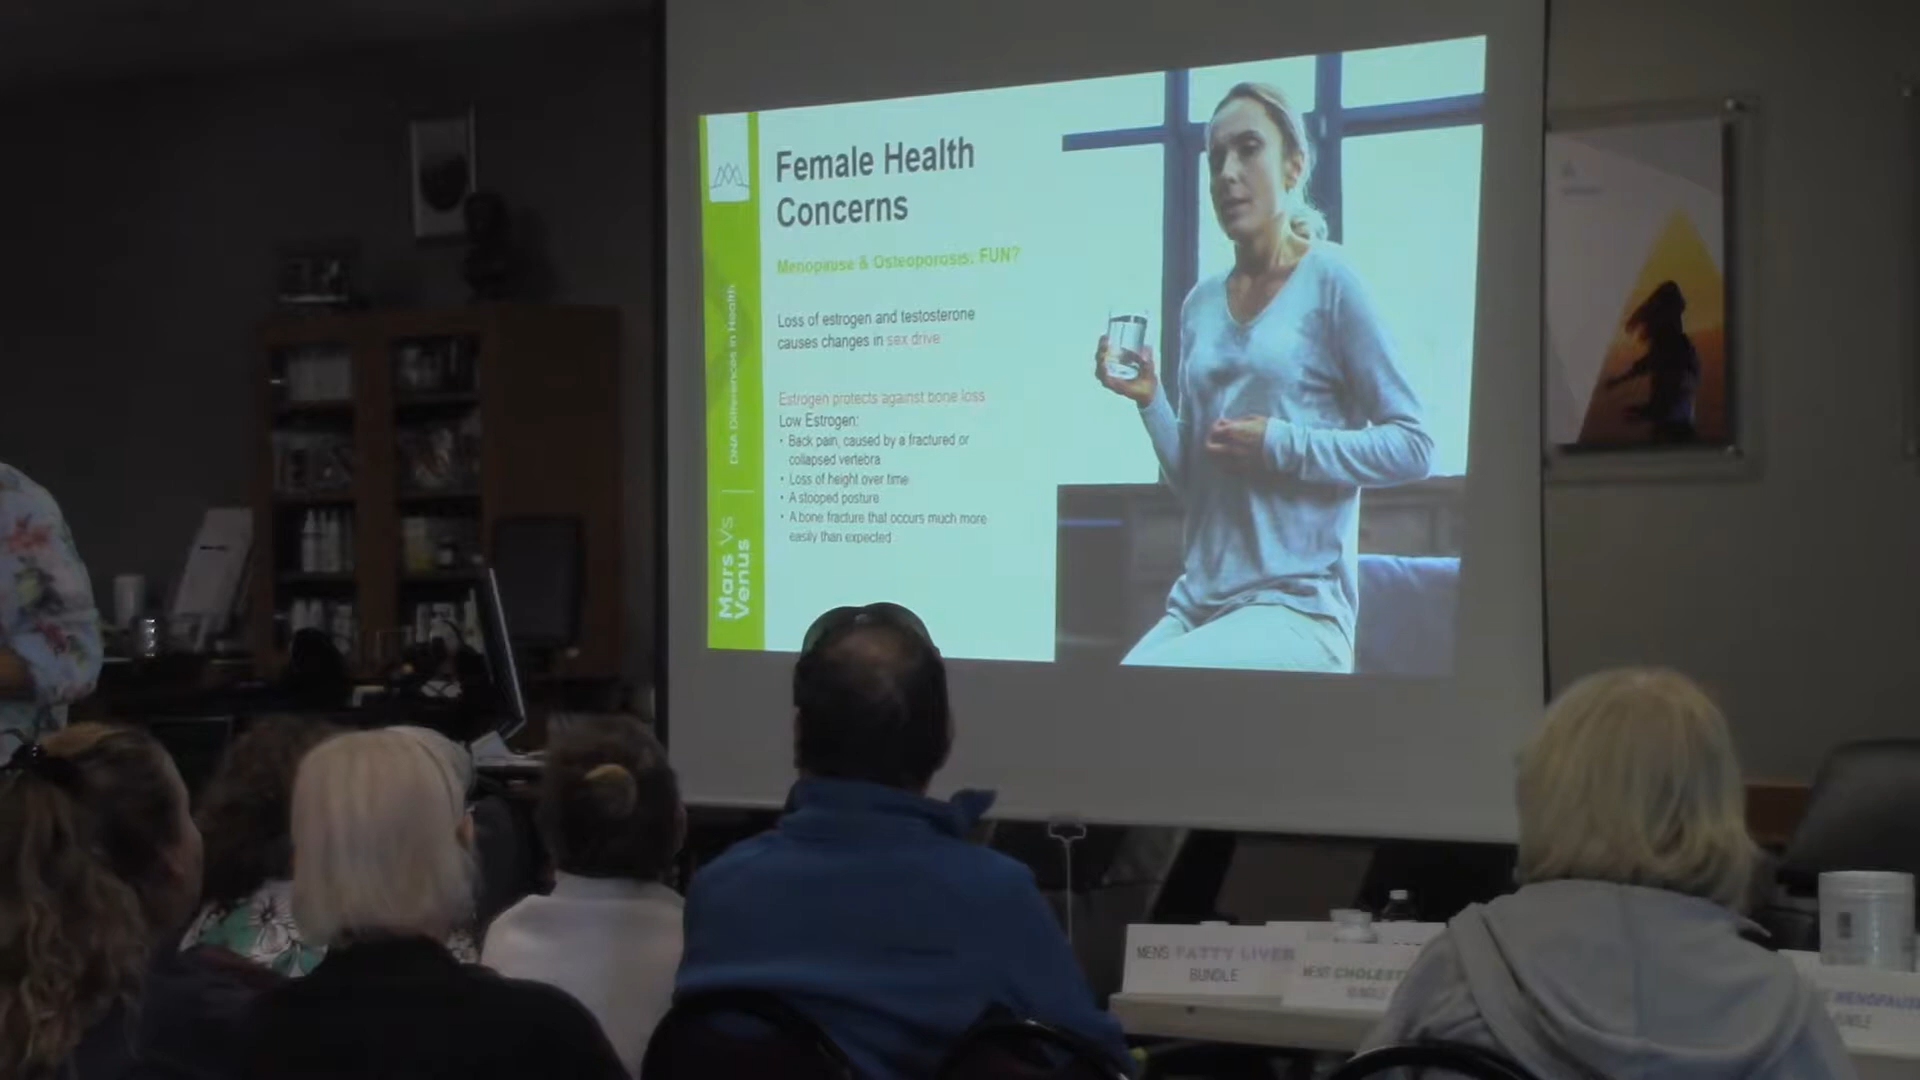 Female Health
Concerns
Menopause & Osteoporosis. FUN?
Loss of estrogen and testosterone
causes changes in sex drive
Estrogen protects against bone loss
Low Estrogen:
• Back pain, caused by a fractured or
collapsed vertebra
• Loss of height over time
• A stooped posture
• A bone fracture that occurs much more
easily than expected
Mars Vs Venus | DNA Differences in Health
MENS FATTY LIVER
BUNDLE
MENS
BUNDLE
MENOPAUSE